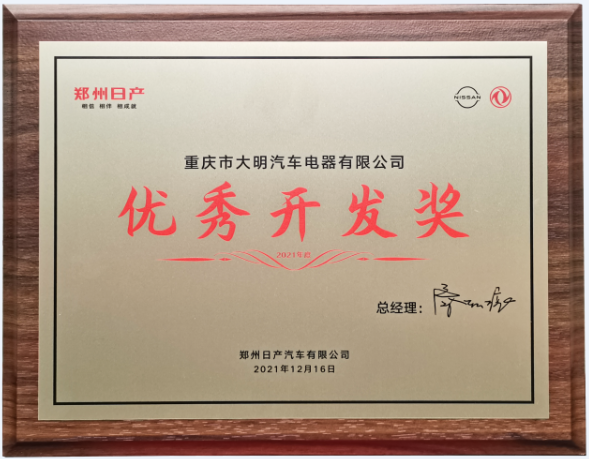 郑州日产
相信 相伴 相成就
NISSAN
重庆市大明汽车电器有限公司
优秀开发奖
2021年度
总经理：
郑州日产汽车有限公司
2021年12月16日